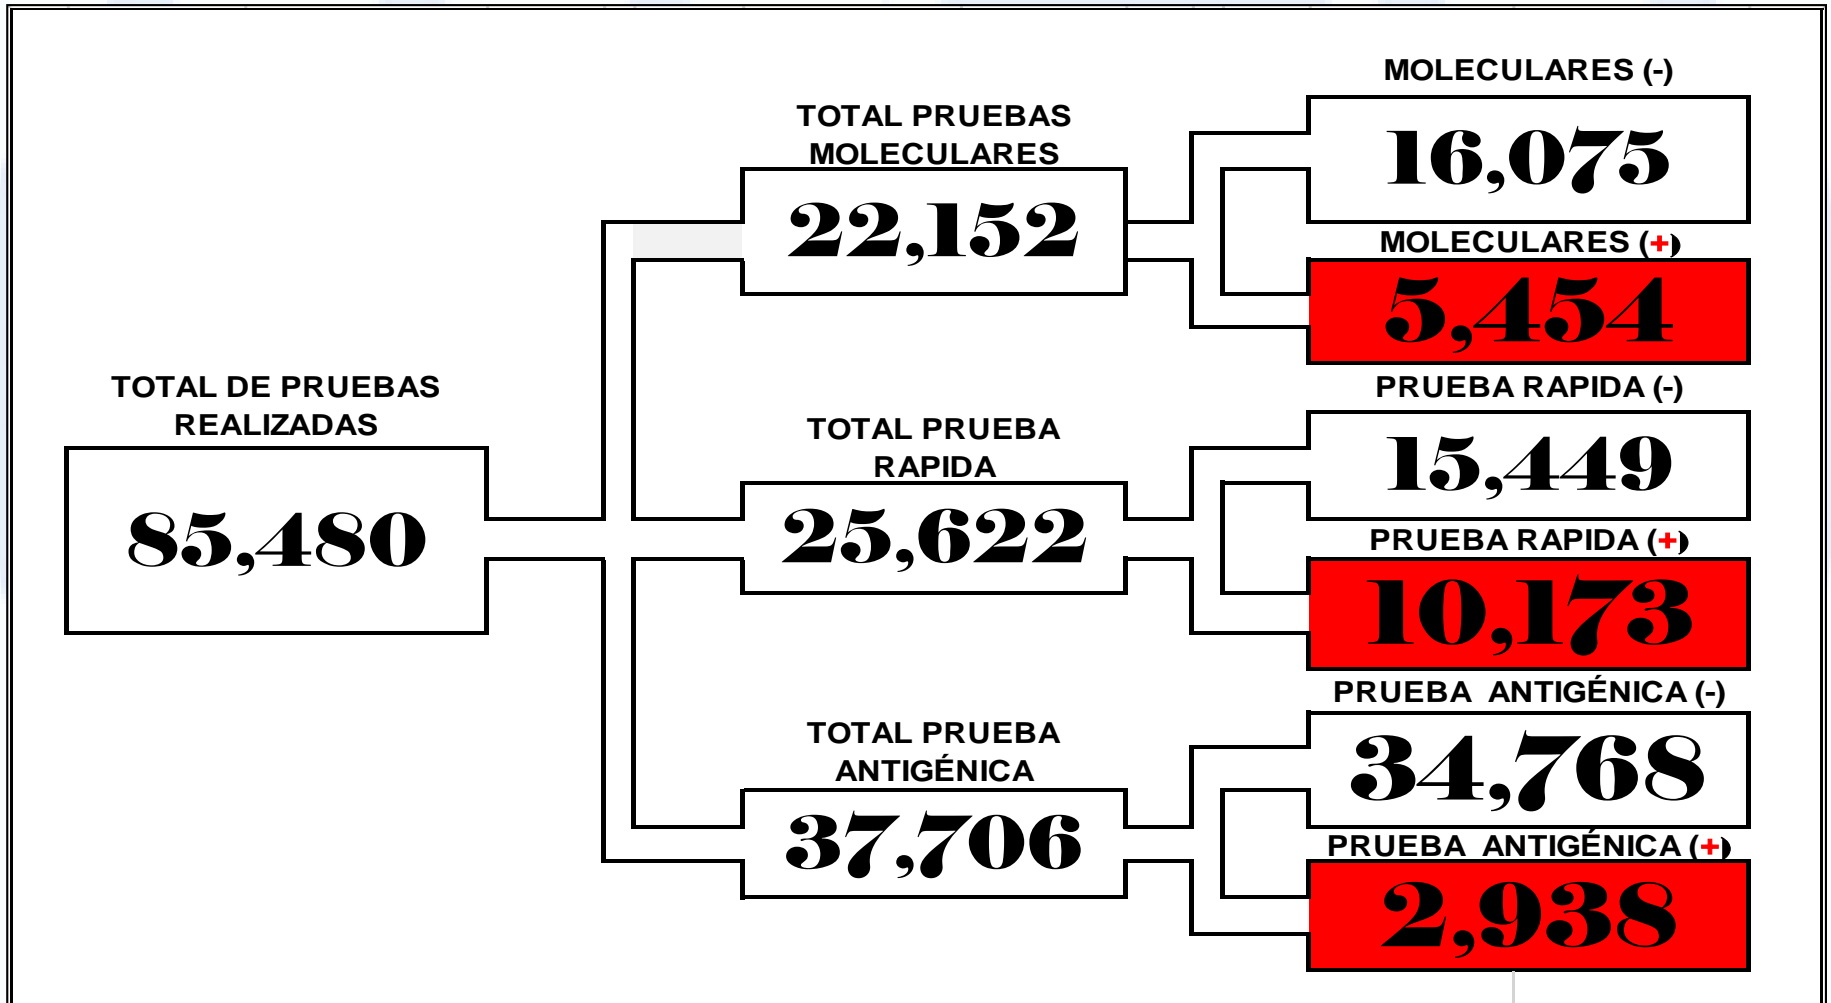 TOTAL DE PRUEBAS
REALIZADAS
85,480
TOTAL PRUEBAS
MOLECULARES
22,152
MOLECULARES (-)
16,075
MOLECULARES (+)
5,454
TOTAL PRUEBA
RAPIDA
25,622
PRUEBA RAPIDA (-)
15,449
PRUEBA RAPIDA (+)
10,173
TOTAL PRUEBA
ANTIGÉNICA
37,706
PRUEBA ANTIGÉNICA (-)
34,768
PRUEBA ANTIGÉNICA (+)
2,938